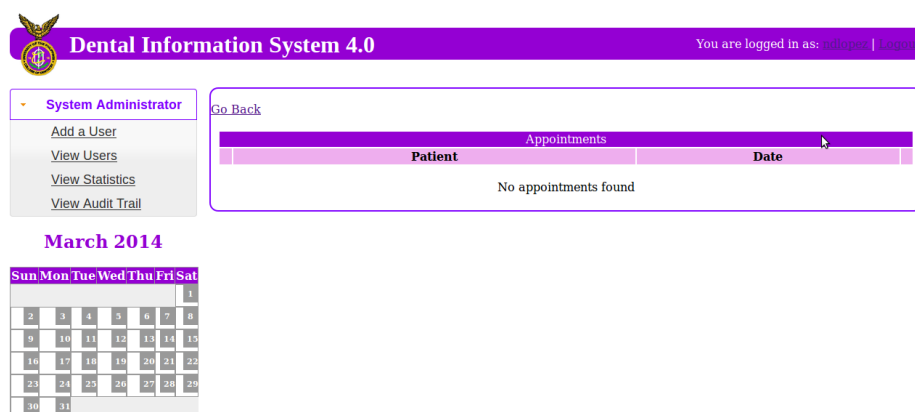 Dental Information System 4.0
You are logged in as: adlopez | Logout
System Administrator
Add a User
View Users
View Statistics
View Audit Trail
Go Back
Appointments
Patient Date
No appointments found
March 2014
Sun Mon Tue Wed Thu Fri Sat
1
2 3 4 5 6 7 8
9 10 11 12 13 14 15
16 17 18 19 20 21 22
23 24 25 26 27 28 29
30 31